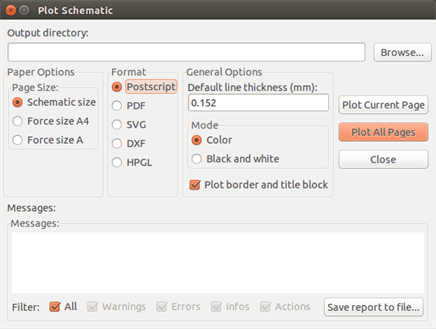 Plot Schematic
Output directory:
Browse...
Paper Options
Page Size:
Schematic size
Force size A4
Force size A
Format
Postscript
PDF
SVG
DXF
HPGL
General Options
Default line thickness (mm):
0.152
Mode
Color
Black and white
Plot border and title block
Plot Current Page
Plot All Pages
Close
Messages:
Messages:
Filter: All Warnings Errors Infos Actions Save report to file...